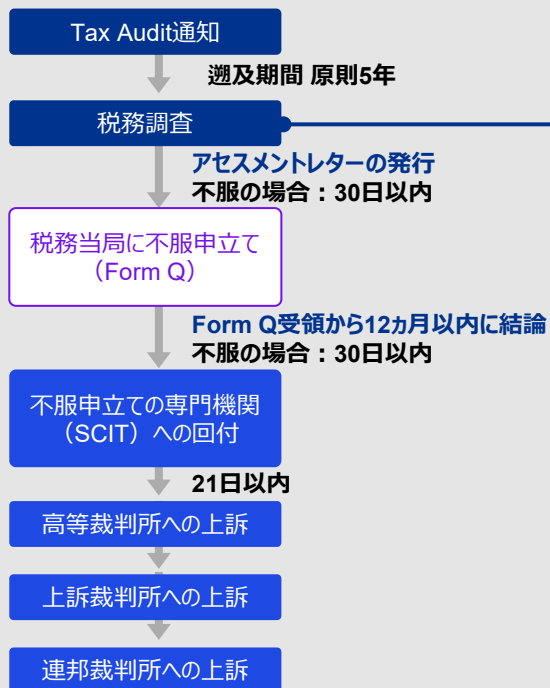 Tax Audit通知
遡及期間 原則5年
税務調査
アセスメントレターの発行
不服の場合：30日以内
税務当局に不服申立て
（Form Q）
Form Q受領から12ヵ月以内に結論
不服の場合：30日以内
不服申立ての専門機関
（SCIT）への回付
21日以内
高等裁判所への上訴
上訴裁判所への上訴
連邦裁判所への上訴